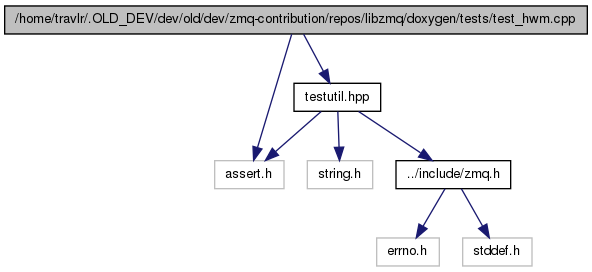 /home/travlr/.OLD_DEV/dev/old/dev/zmq-contribution/repos/libzmq/doxygen/tests/test_hwm.cpp
testutil.hpp
assert.h
string.h
../include/zmq.h
errno.h
stddef.h